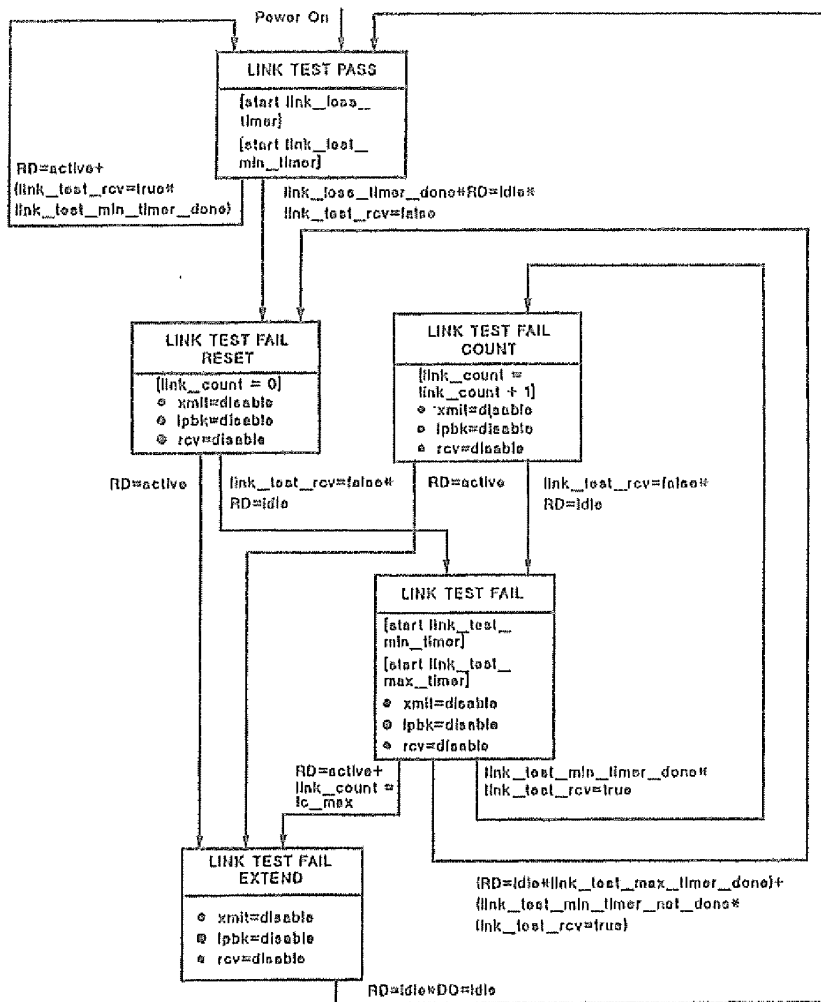 Power On
LINK TEST PASS
[start link_loss_
timer]
[start link_test_
min_timer]
RD=active+
(link_test_rcv=true*
link_test_min_timer_done)
link_loss_timer_done*RD=idle*
link_test_rcv=false
LINK TEST FAIL
RESET
[link_count = 0]
● xmit=disable
● lpbk=disable
● rcv=disable
LINK TEST FAIL
COUNT
[link_count =
link_count + 1]
● xmit=disable
● lpbk=disable
● rcv=disable
RD=active
link_test_rcv=false*
RD=idle
RD=active
link_test_rcv=false*
RD=idle
LINK TEST FAIL
[start link_test_
min_timer]
[start link_test_
max_timer]
● xmit=disable
● lpbk=disable
● rcv=disable
RD=active+
link_count =
lc_max
link_test_min_timer_done*
link_test_rcv=true
LINK TEST FAIL
EXTEND
● xmit=disable
● lpbk=disable
● rcv=disable
(RD=idle*link_test_max_timer_done)+
(link_test_min_timer_not_done*
link_test_rcv=true)
RD=idle*DO=idle